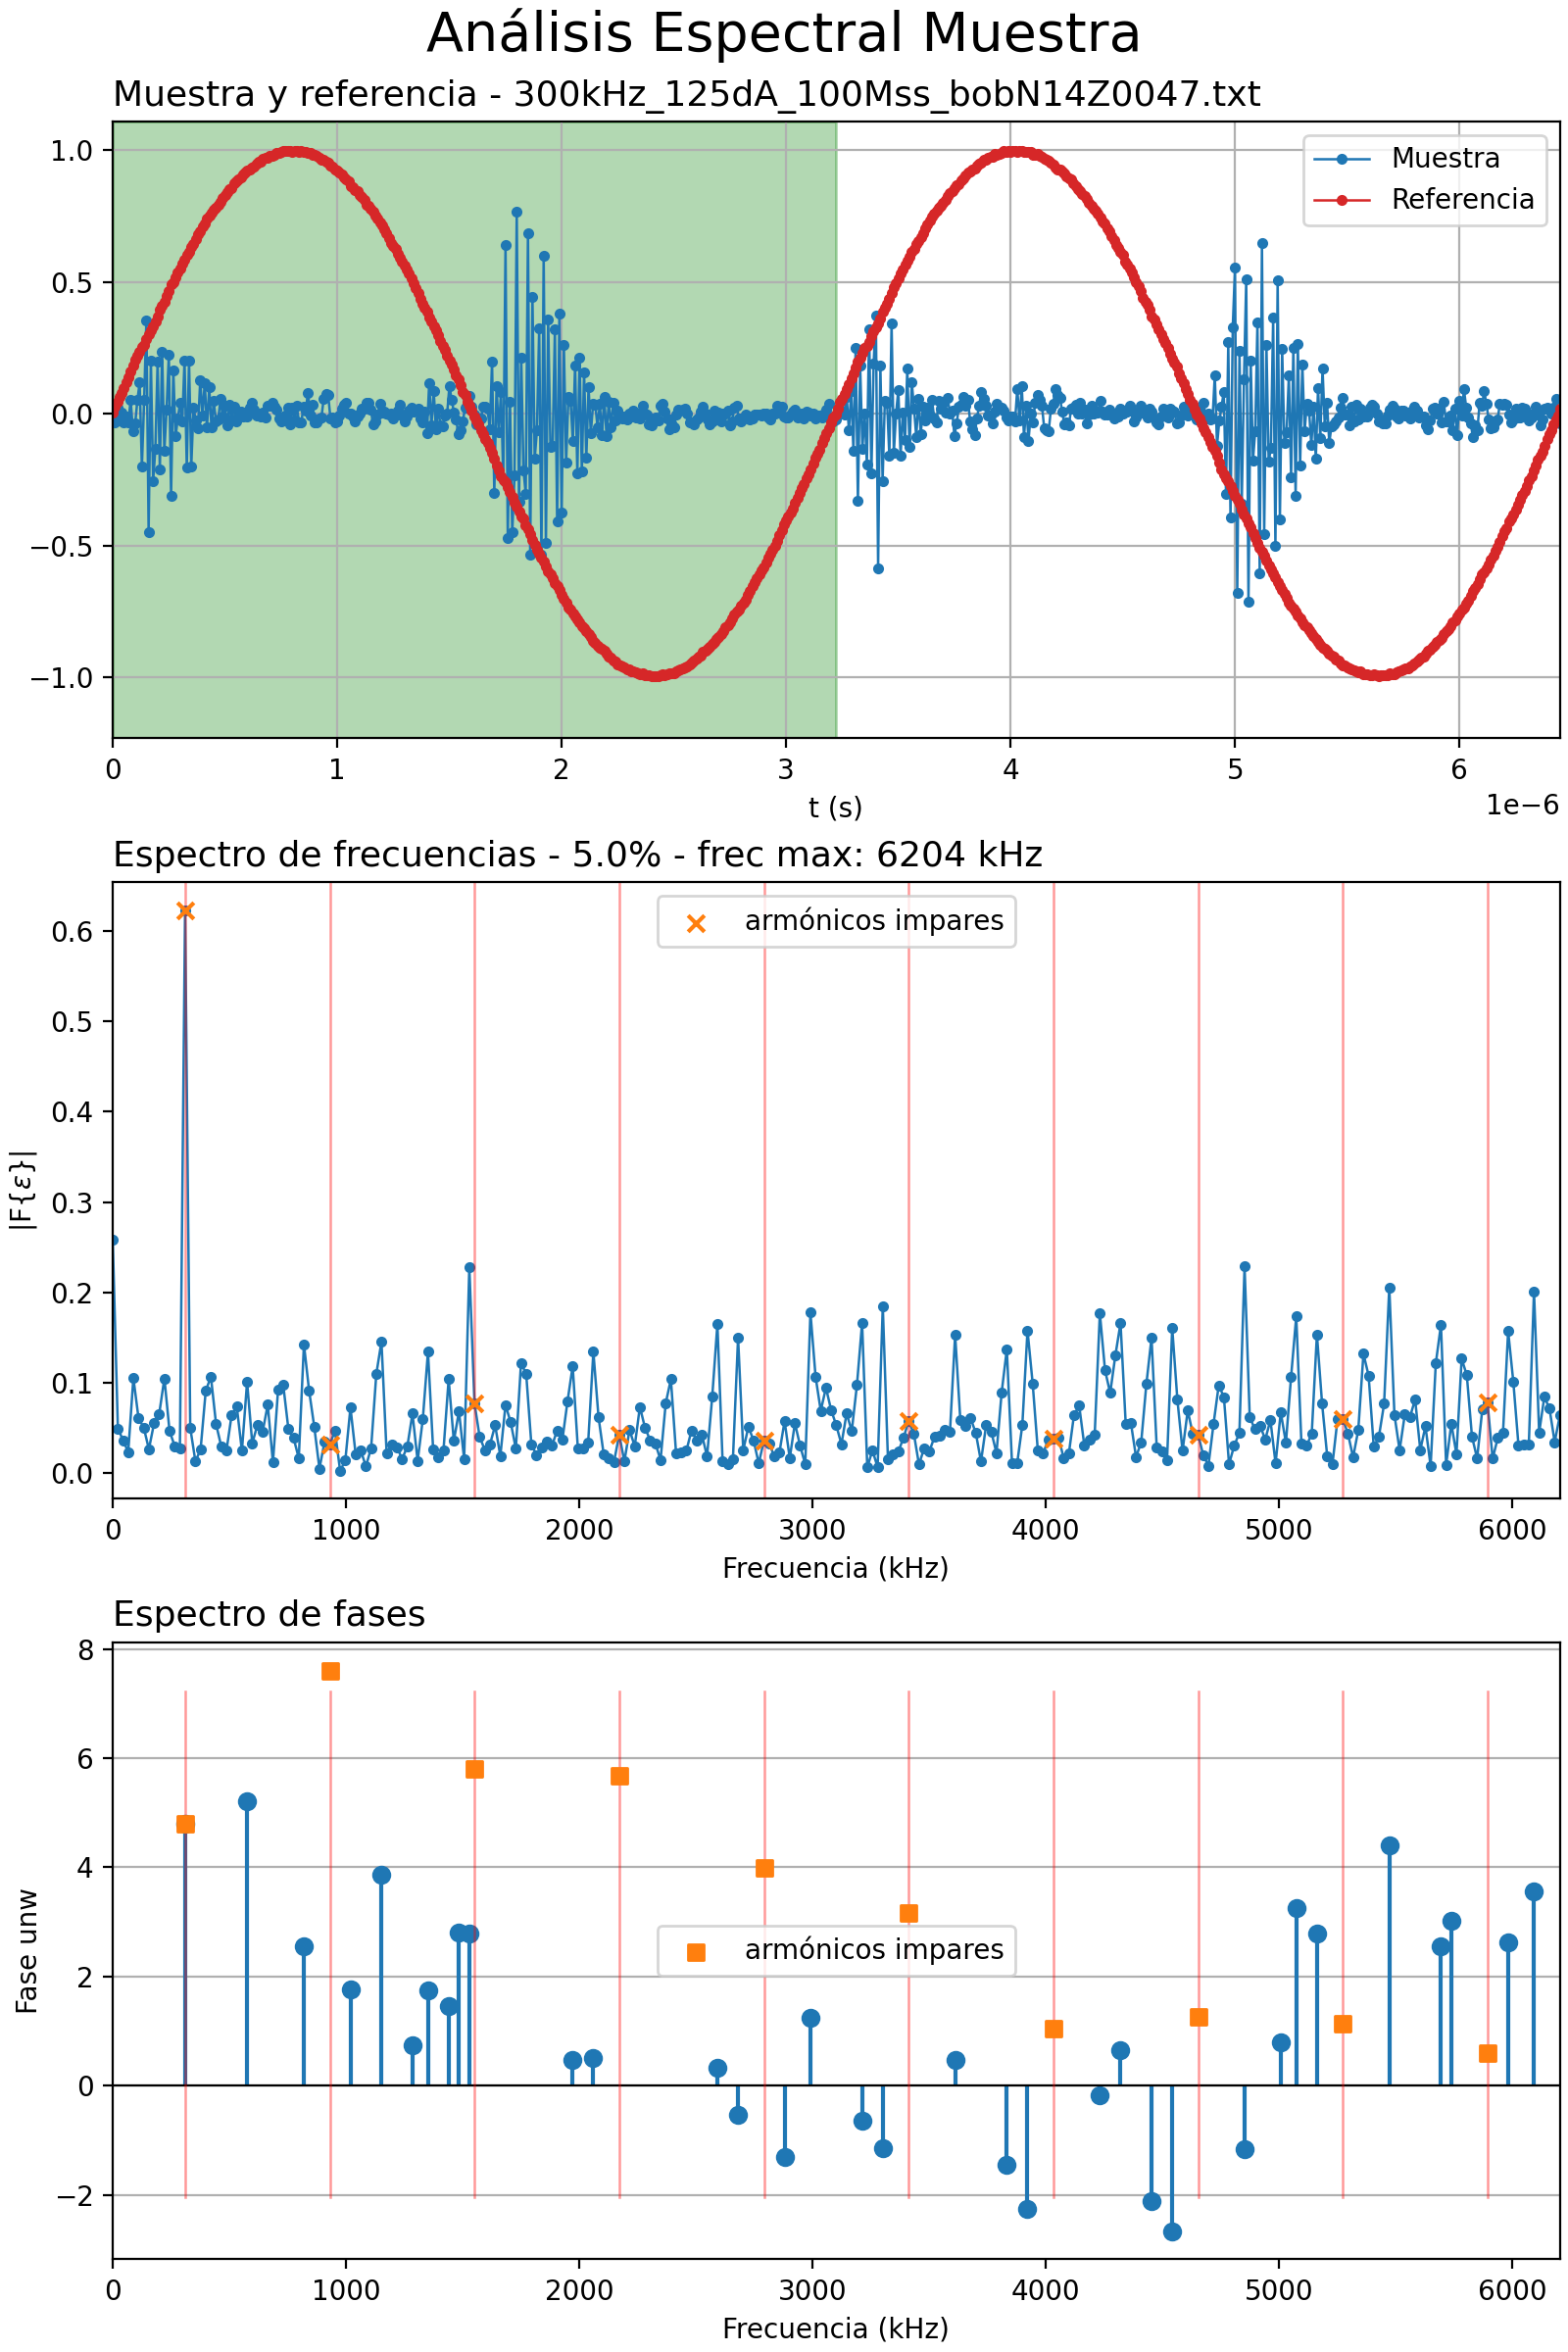 Análisis Espectral Muestra
Muestra y referencia - 300kHz_125dA_100Mss_bobN14Z0047.txt
1.0
0.5
0.0
−0.5
−1.0
Muestra
Referencia
0 1 2 3 4 5 6
t (s)
1e−6
Espectro de frecuencias - 5.0% - frec max: 6204 kHz
0.6
0.5
0.4
0.3
0.2
0.1
0.0
|F{ε}|
armónicos impares
0 1000 2000 3000 4000 5000 6000
Frecuencia (kHz)
Espectro de fases
8
6
4
2
0
−2
Fase unw
armónicos impares
0 1000 2000 3000 4000 5000 6000
Frecuencia (kHz)